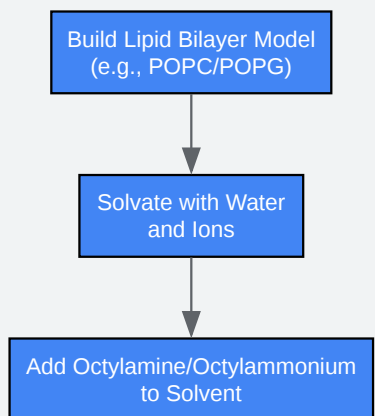 Build Lipid Bilayer Model
(e.g., POPC/POPG)
Solvate with Water
and Ions
Add Octylamine/Octylammonium
to Solvent